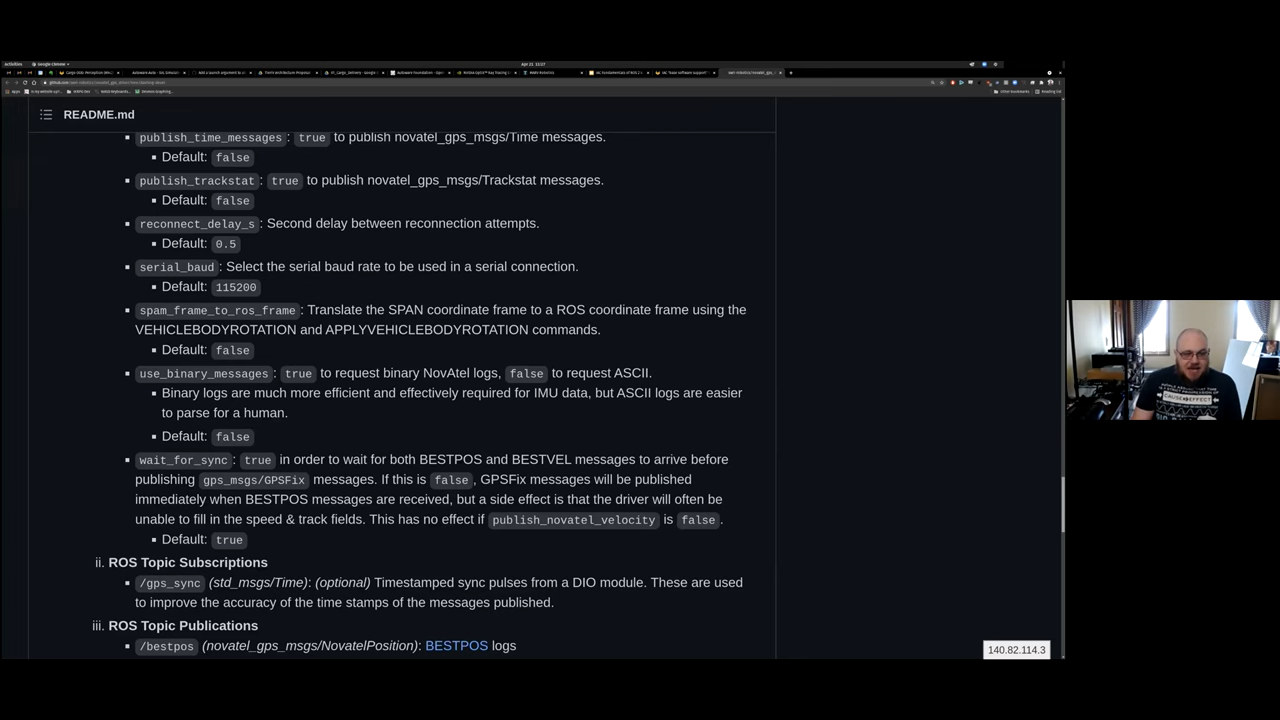 Activities
Google Chrome
Apr 21 11:27
README.md
publish_time_messages: true to publish novatel_gps_msgs/Time messages.
Default: false
publish_trackstat: true to publish novatel_gps_msgs/Trackstat messages.
Default: false
reconnect_delay_s: Second delay between reconnection attempts.
Default: 0.5
serial_baud: Select the serial baud rate to be used in a serial connection.
Default: 115200
spam_frame_to_ros_frame: Translate the SPAN coordinate frame to a ROS coordinate frame using the
VEHICLEBODYROTATION and APPLYVEHICLEBODYROTATION commands.
Default: false
use_binary_messages: true to request binary NovAtel logs, false to request ASCII.
Binary logs are much more efficient and effectively required for IMU data, but ASCII logs are easier
to parse for a human.
Default: false
wait_for_sync: true in order to wait for both BESTPOS and BESTVEL messages to arrive before
publishing gps_msgs/GPSFix messages. If this is false, GPSFix messages will be published
immediately when BESTPOS messages are received, but a side effect is that the driver will often be
unable to fill in the speed & track fields. This has no effect if publish_novatel_velocity is false.
Default: true
ii. ROS Topic Subscriptions
/gps_sync (std_msgs/Time): (optional) Timestamped sync pulses from a DIO module. These are used
to improve the accuracy of the time stamps of the messages published.
iii. ROS Topic Publications
/bestpos (novatel_gps_msgs/NovatelPosition): BESTPOS logs
140.82.114.3
CAUSE EFFECT